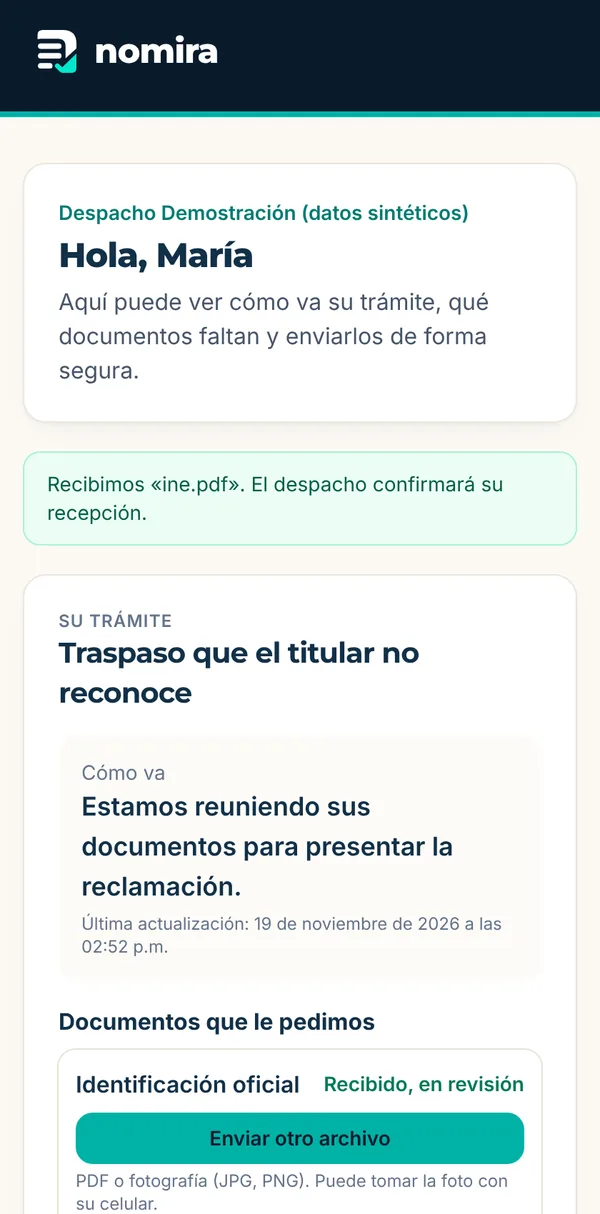 nomira
Despacho Demostración (datos sintéticos)
Hola, María
Aquí puede ver cómo va su trámite, qué
documentos faltan y enviarlos de forma
segura.
Recibimos «ine.pdf». El despacho confirmará su
recepción.
SU TRÁMITE
Traspaso que el titular no
reconoce
Cómo va
Estamos reuniendo sus
documentos para presentar la
reclamación.
Última actualización: 19 de noviembre de 2026 a las
02:52 p.m.
Documentos que le pedimos
Identificación oficial Recibido, en revisión
Enviar otro archivo
PDF o fotografía (JPG, PNG). Puede tomar la foto con
su celular.